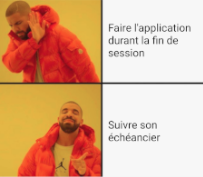 Faire l'application
durant la fin de
session
Suivre son
échéancier